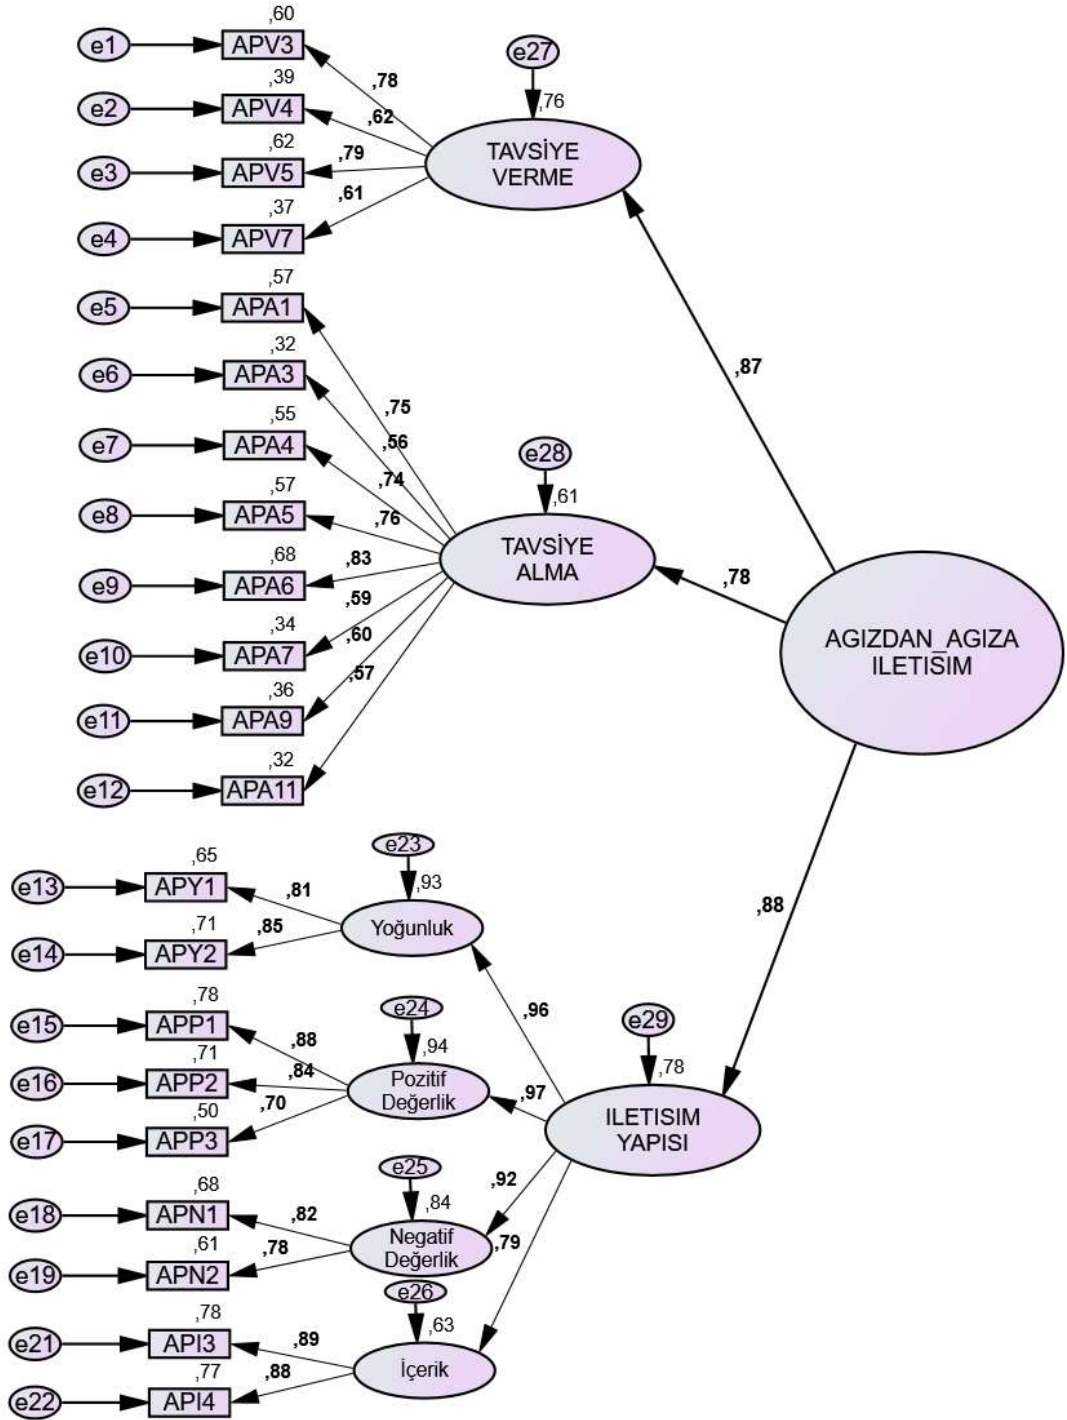 ,60
e1 APV3
,78
e27
,39
e2 APV4
,62
,76
,62
e3 APV5
,79
TAVSİYE
VERME
,61
,37
e4 APV7
,57
e5 APA1
,32
e6 APA3
,87
,75
,55
e7 APA4
,56
e28
,74
,57
e8 APA5
,76
,61
TAVSİYE
ALMA
,68
e9 APA6
,83
,78
,59
,34
e10 APA7
,60
AGIZDAN_AGIZA
ILETISIM
,57
,36
e11 APA9
,32
e12 APA11
e23
,65
e13 APY1
,81
,93
,88
,71
e14 APY2
,85
Yoğunluk
,78
e15 APP1
,88
e24
,96
e29
,94
,71
e16 APP2
,84
Pozitif
Değerlik
,97
,78
,50
e17 APP3
,70
ILETISIM
YAPISI
e25
,68
e18 APN1
,82
,84
,92
,61
e19 APN2
,78
Negatif
Değerlik
,79
e26
,78
e21 API3
,89
,63
,77
e22 API4
,88
İçerik